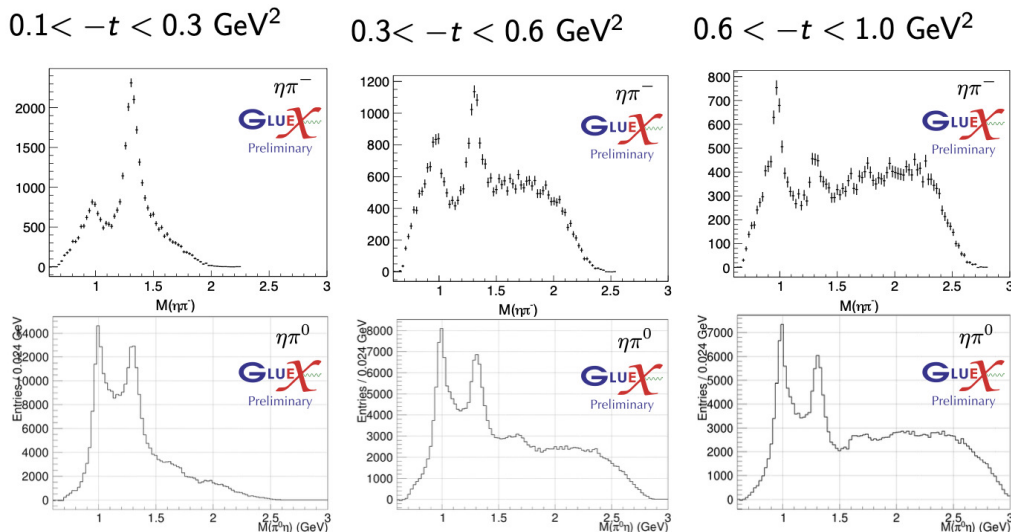 0.1< −t < 0.3 GeV²
0.3< −t < 0.6 GeV²
0.6 < −t < 1.0 GeV²
ηπ⁻
GLUEX
Preliminary
2000
1500
1000
500
0
1
1.5
2
2.5
3
M(ηπ⁻)
ηπ⁻
GLUEX
Preliminary
1200
1000
800
600
400
200
0
1
1.5
2
2.5
3
M(ηπ⁻)
ηπ⁻
GLUEX
Preliminary
800
700
600
500
400
300
200
100
0
1
1.5
2
2.5
3
M(ηπ⁻)
ηπ⁰
GLUEX
Preliminary
Entries / 0.024 GeV
14000
12000
10000
8000
6000
4000
2000
0
1
1.5
2
2.5
3
M(π⁰η) (GeV)
ηπ⁰
GLUEX
Preliminary
Entries / 0.024 GeV
8000
7000
6000
5000
4000
3000
2000
1000
0
1
1.5
2
2.5
3
M(π⁰η) (GeV)
ηπ⁰
GLUEX
Preliminary
Entries / 0.024 GeV
7000
6000
5000
4000
3000
2000
1000
0
1
1.5
2
2.5
3
M(π⁰η) (GeV)